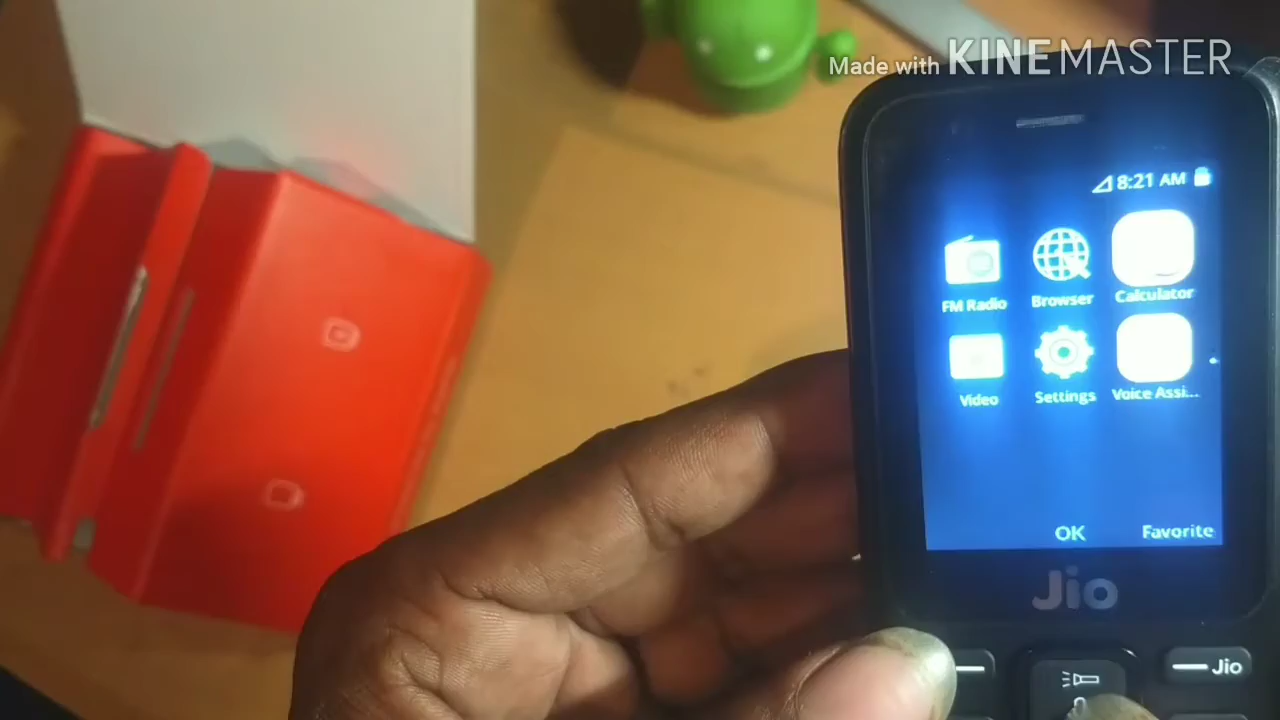 Made with KINEMASTER
8:21 AM
FM Radio Browser Calculator
Video Settings Voice Assi...
OK Favorite
Jio
Jio